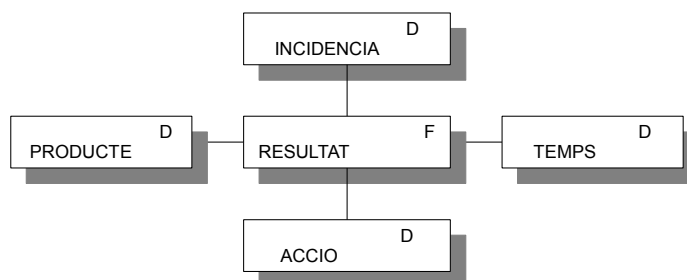 D
INCIDENCIA
D
PRODUCTE
F
RESULTAT
D
TEMPS
D
ACCIO